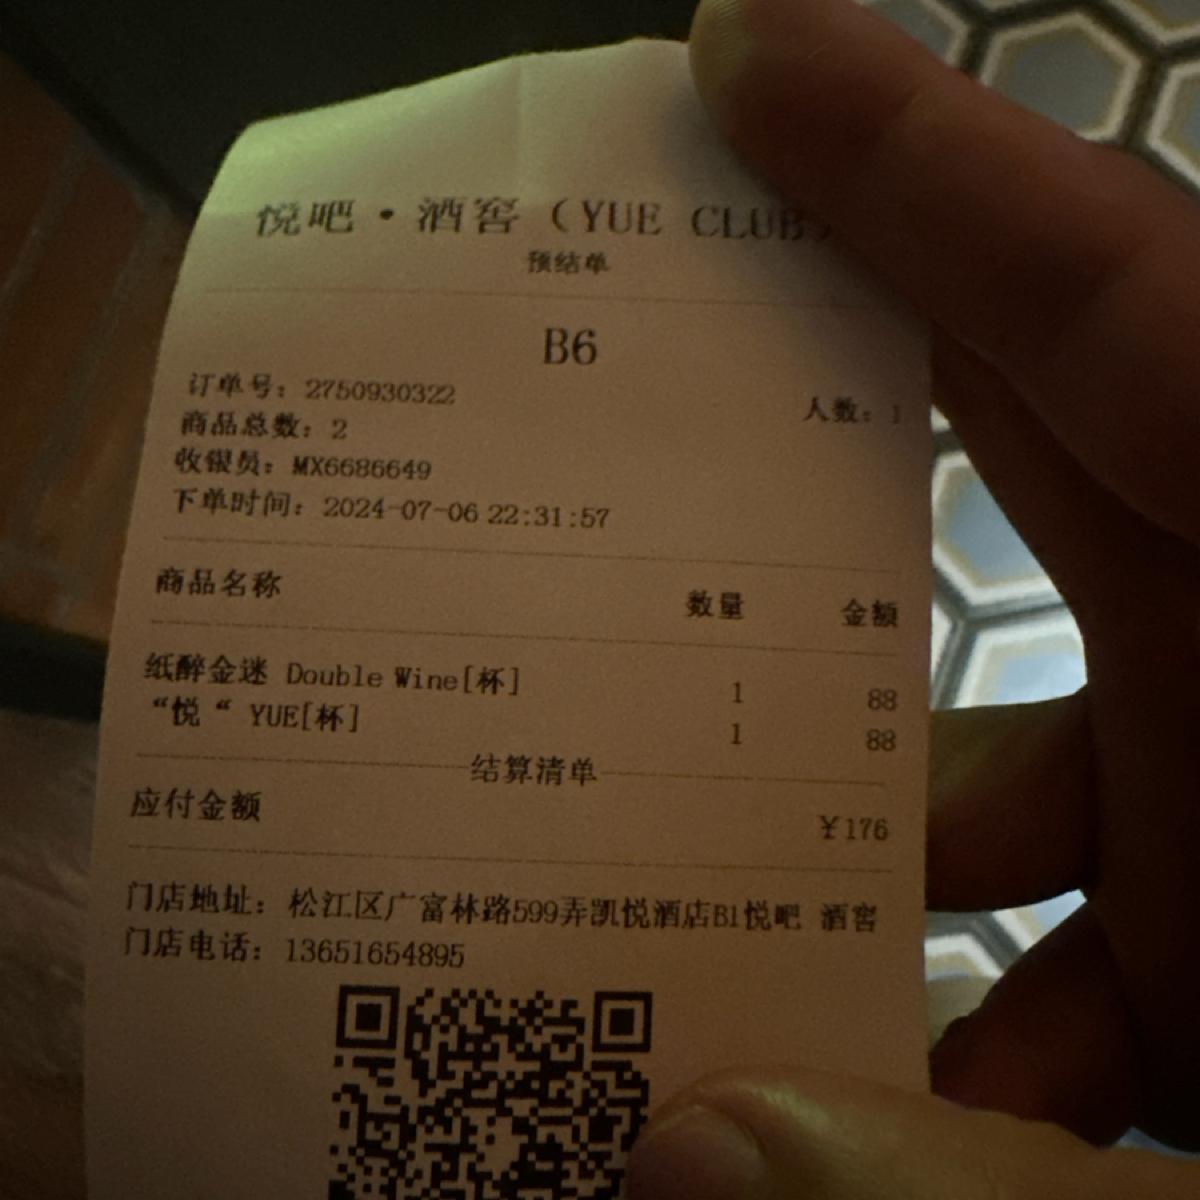 悦吧·酒窖（YUE CLUB）
预结单
B6
订单号：2750930322
人数：1
商品总数：2
收银员：MX6686649
下单时间：2024-07-06 22:31:57
商品名称 数量 金额
纸醉金迷 Double Wine[杯] 1 88
“悦“ YUE[杯] 1 88
结算清单
应付金额 ￥176
门店地址：松江区广富林路599弄凯悦酒店B1悦吧 酒窖
门店电话：13651654895